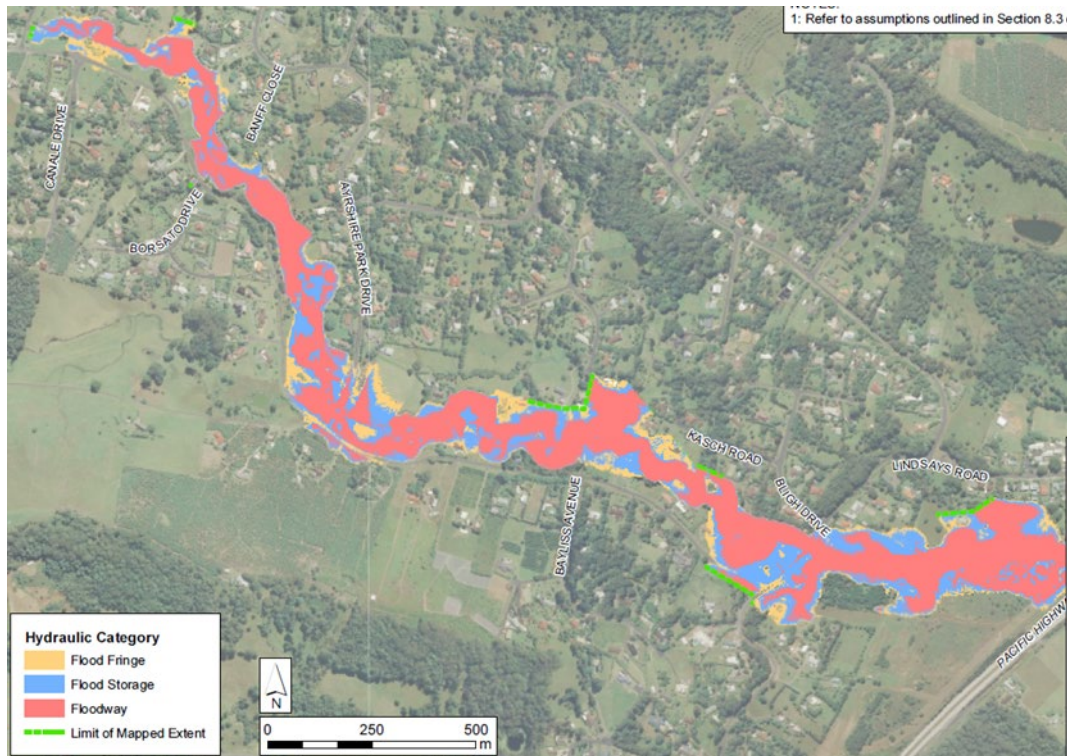 1: Refer to assumptions outlined in Section 8.3
BANFF CLOSE
CANALE DRIVE
AYRSHIRE PARK DRIVE
BORSATO DRIVE
KASCH ROAD
LINDSAYS ROAD
BLIGH DRIVE
BAYLISS AVENUE
PACIFIC HIGHW
Hydraulic Category
Flood Fringe
Flood Storage
Floodway
Limit of Mapped Extent
N
0 250 500
m